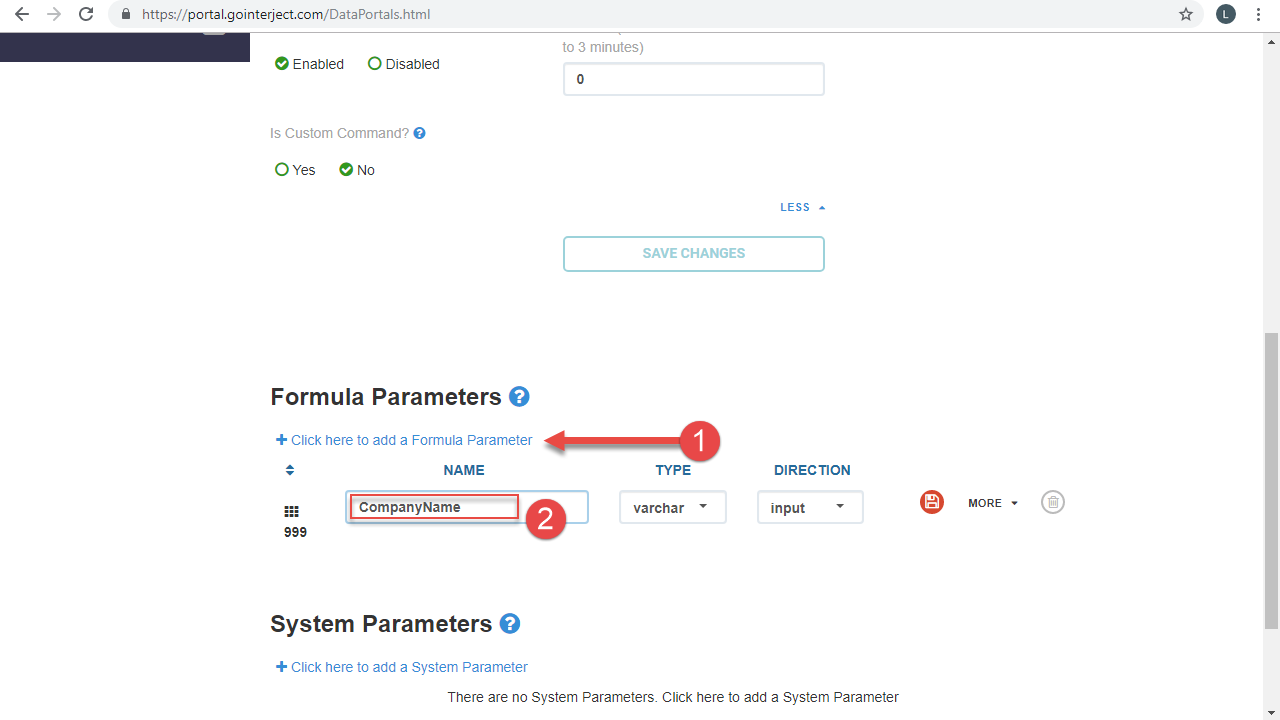 https://portal.gointerject.com/DataPortals.html
L
to 3 minutes)
Enabled Disabled
0
Is Custom Command? ?
Yes No
LESS
SAVE CHANGES
Formula Parameters ?
+ Click here to add a Formula Parameter 1
NAME TYPE DIRECTION
CompanyName 2 varchar input MORE
999
System Parameters ?
+ Click here to add a System Parameter
There are no System Parameters. Click here to add a System Parameter